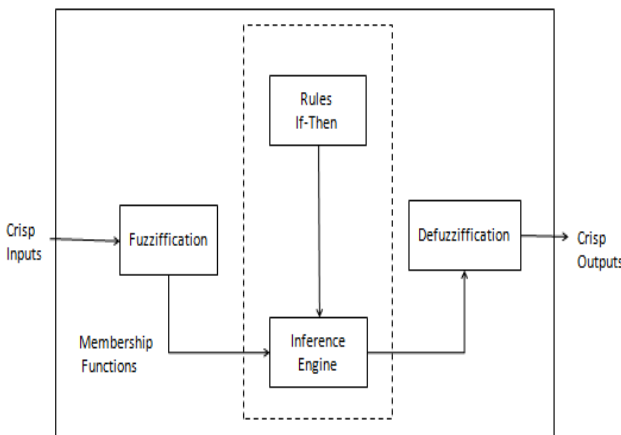 Rules
If-Then
Crisp
Inputs
Fuzziffication
Defuzziffication
Crisp
Outputs
Membership
Functions
Inference
Engine